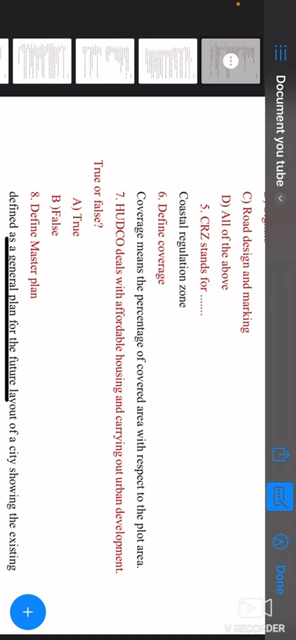 Document you tube
Done
C) Road design and marking
D) All of the above
5. CRZ stands for .......
Coastal regulation zone
6. Define coverage
Coverage means the percentage of covered area with respect to the plot area.
7. HUDCO deals with affordable housing and carrying out urban development.
True or false?
A) True
B )False
8. Define Master plan
defined as a general plan for the future layout of a city showing the existing
V RECORDER